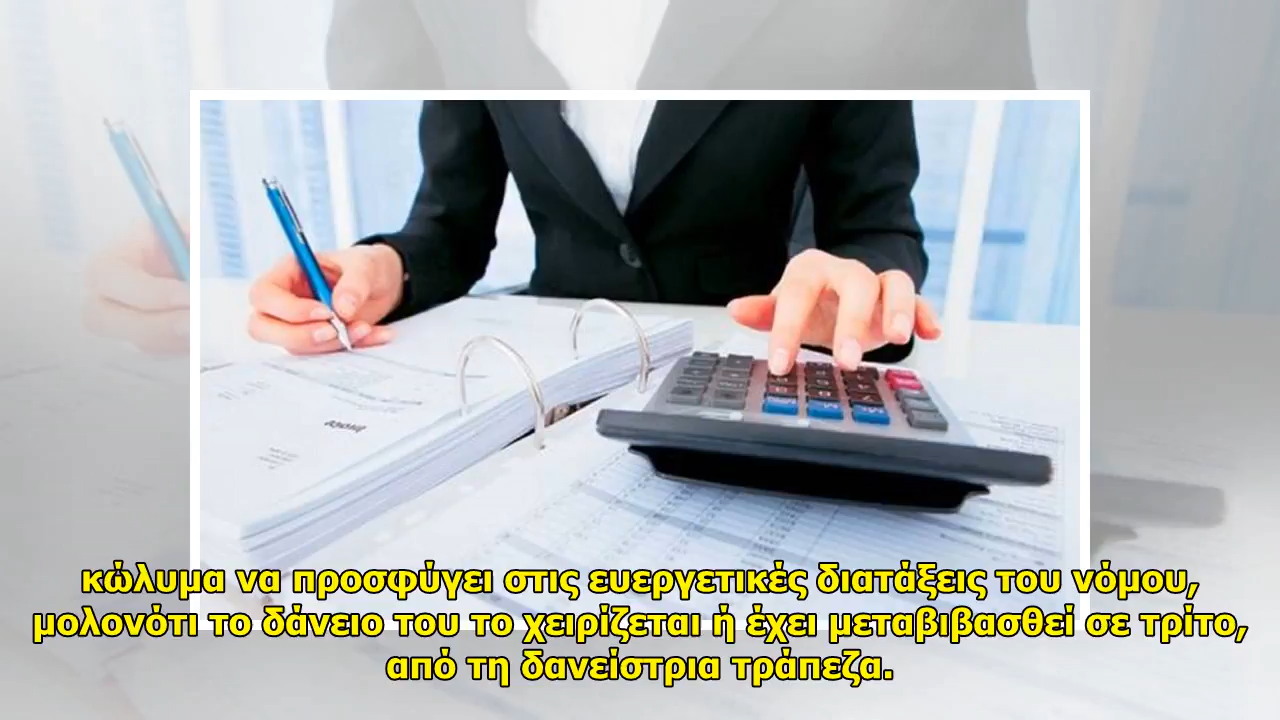 Invoice
κώλυμα να προσφύγει στις ευεργετικές διατάξεις του νόμου,
μολονότι το δάνειο του το χειρίζεται ή έχει μεταβιβασθεί σε τρίτο,
από τη δανείστρια τράπεζα.